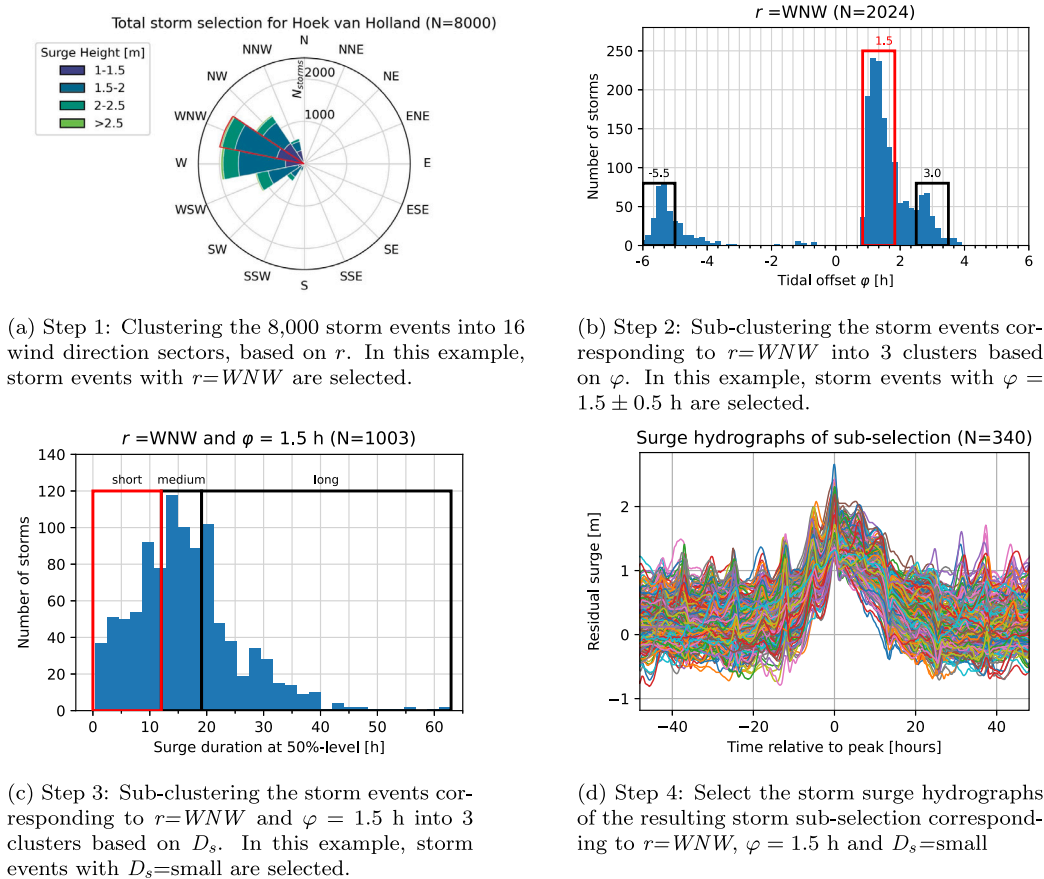 Total storm selection for Hoek van Holland (N=8000)
Surge Height [m]
1-1.5
1.5-2
2-2.5
>2.5
N
NNE
NE
ENE
E
ESE
SE
SSE
S
SSW
SW
WSW
W
WNW
NW
NNW
2000
1000
N_storms
(a) Step 1: Clustering the 8,000 storm events into 16
wind direction sectors, based on r. In this example,
storm events with r=WNW are selected.
r =WNW (N=2024)
Number of storms
250
200
150
100
50
0
-5.5
1.5
3.0
-6
-4
-2
0
2
4
6
Tidal offset φ [h]
(b) Step 2: Sub-clustering the storm events cor-
responding to r=WNW into 3 clusters based
on φ. In this example, storm events with φ =
1.5 ± 0.5 h are selected.
r =WNW and φ = 1.5 h (N=1003)
Number of storms
140
120
100
80
60
40
20
0
short
medium
long
0
10
20
30
40
50
60
Surge duration at 50%-level [h]
(c) Step 3: Sub-clustering the storm events cor-
responding to r=WNW and φ = 1.5 h into 3
clusters based on D_s. In this example, storm
events with D_s=small are selected.
Surge hydrographs of sub-selection (N=340)
Residual surge [m]
2
1
0
−1
−40
−20
0
20
40
Time relative to peak [hours]
(d) Step 4: Select the storm surge hydrographs
of the resulting storm sub-selection correspond-
ing to r=WNW, φ = 1.5 h and D_s=small